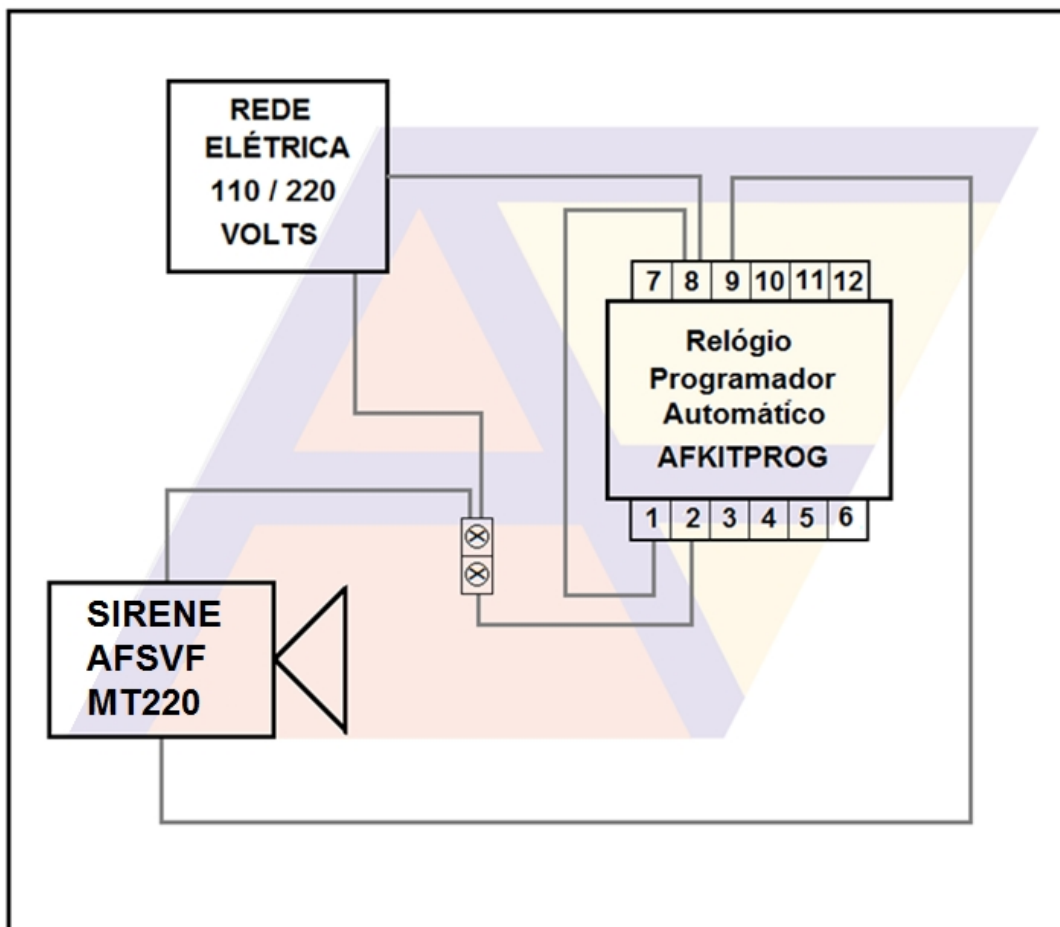 REDE
ELÉTRICA
110 / 220
VOLTS
7 8 9 10 11 12
Relógio
Programador
Automático
AFKITPROG
1 2 3 4 5 6
SIRENE
AFSVF
MT220